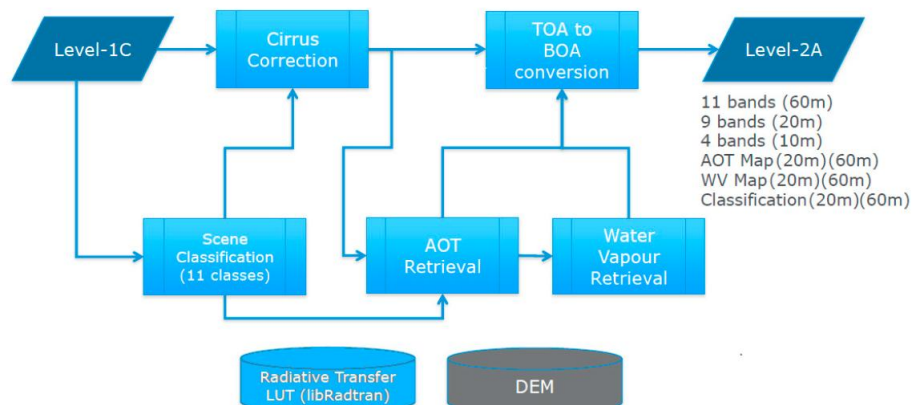 Level-1C
Cirrus
Correction
TOA to
BOA
conversion
Level-2A
11 bands (60m)
9 bands (20m)
4 bands (10m)
AOT Map(20m)(60m)
WV Map(20m)(60m)
Classification(20m)(60m)
Scene
Classification
(11 classes)
AOT
Retrieval
Water
Vapour
Retrieval
Radiative Transfer
LUT (libRadtran)
DEM